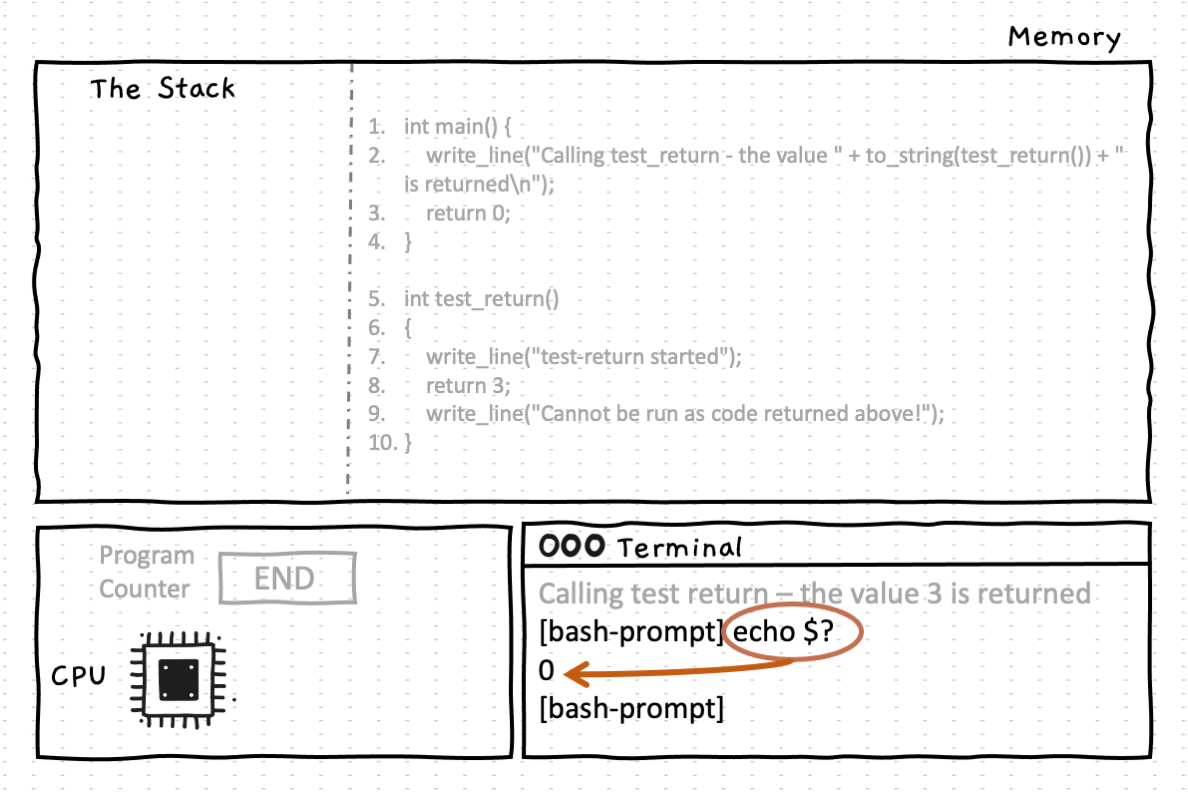 Memory
The Stack
1. int main() {
2. write_line("Calling test_return - the value " + to_string(test_return()) + "
is returned\n");
3. return 0;
4. }
5. int test_return()
6. {
7. write_line("test-return started");
8. return 3;
9. write_line("Cannot be run as code returned above!");
10. }
Program
Counter
END
CPU
Terminal
Calling test return – the value 3 is returned
[bash-prompt] echo $?
0
[bash-prompt]